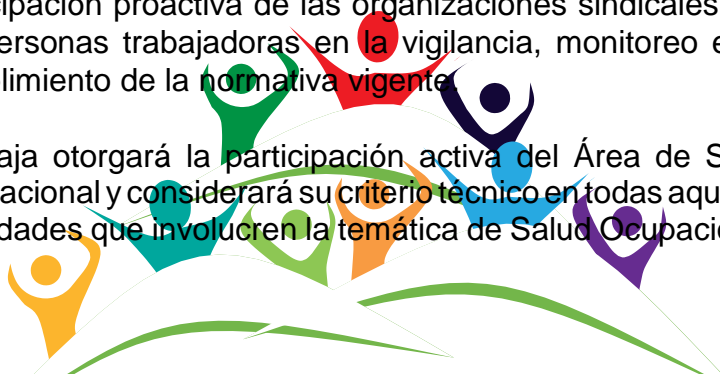 cipación proactiva de las organizaciones sindicales
ersonas trabajadoras en la vigilancia, monitoreo e
limiento de la normativa vigente.
aja otorgará la participación activa del Área de S
acional y considerará su criterio técnico en todas aqu
dades que involucren la temática de Salud Ocupacio